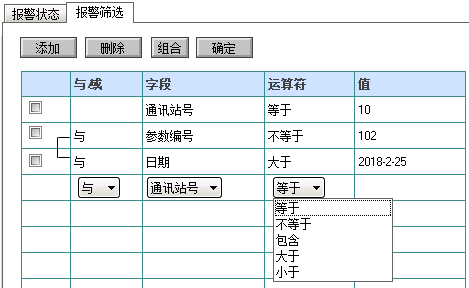 报警状态 报警筛选
添加 删除 组合 确定
与/或 字段 运算符 值
通讯站号 等于 10
与 参数编号 不等于 102
与 日期 大于 2018-2-25
与 通讯站号 等于
等于
不等于
包含
大于
小于